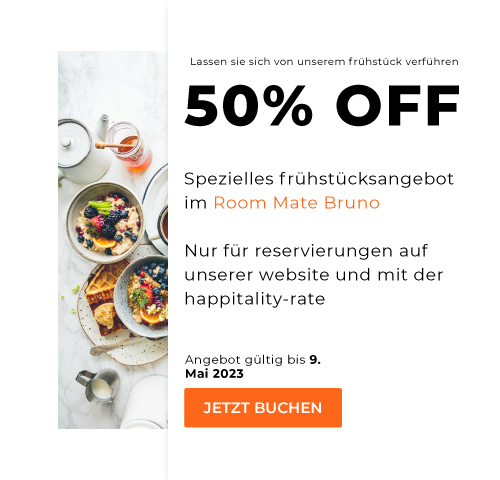 Lassen sie sich von unserem frühstück verführen
50% OFF
Spezielles frühstücksangebot
im Room Mate Bruno
Nur für reservierungen auf
unserer website und mit der
happitality-rate
Angebot gültig bis 9.
Mai 2023
JETZT BUCHEN